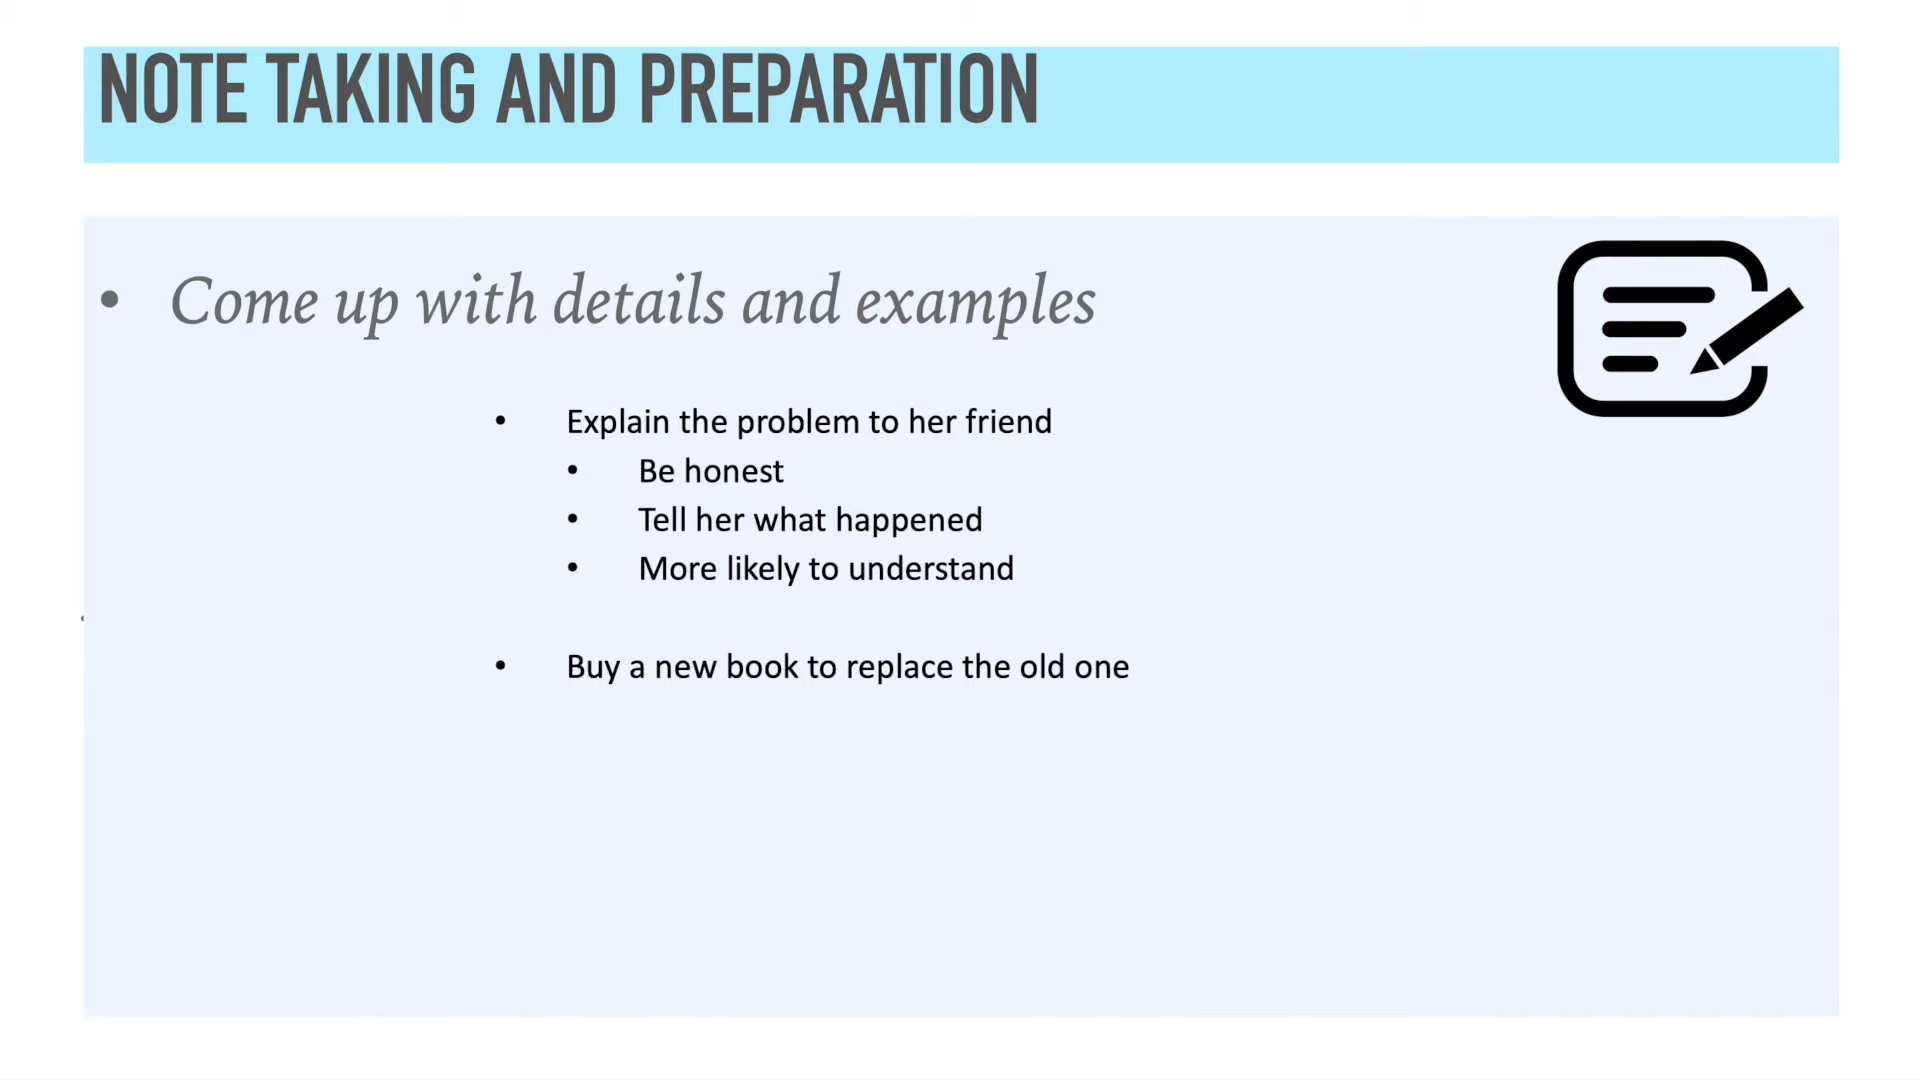 NOTE TAKING AND PREPARATION
• Come up with details and examples
• Explain the problem to her friend
• Be honest
• Tell her what happened
• More likely to understand
• Buy a new book to replace the old one